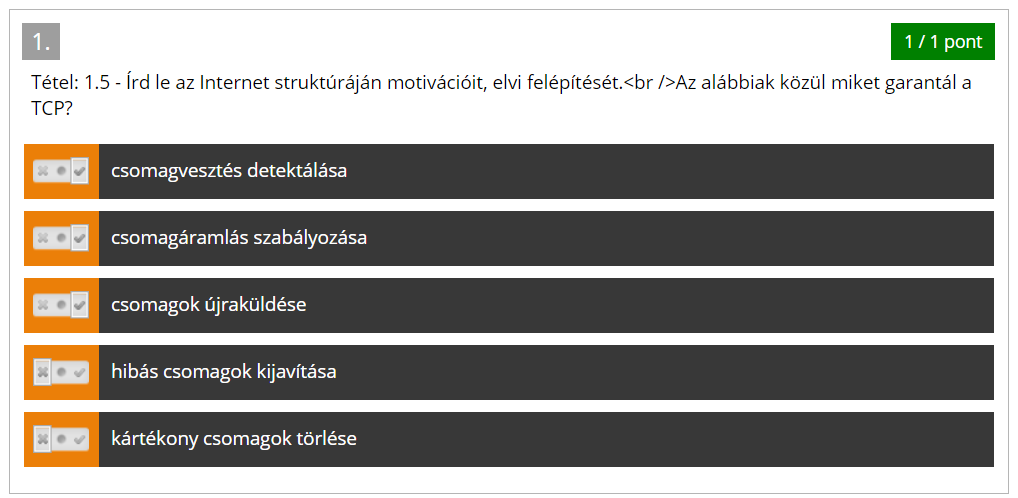 1.
1 / 1 pont
Tétel: 1.5 - Írd le az Internet struktúráján motivációit, elvi felépítését.<br />Az alábbiak közül miket garantál a
TCP?
csomagvesztés detektálása
csomagáramlás szabályozása
csomagok újraküldése
hibás csomagok kijavítása
kártékony csomagok törlése